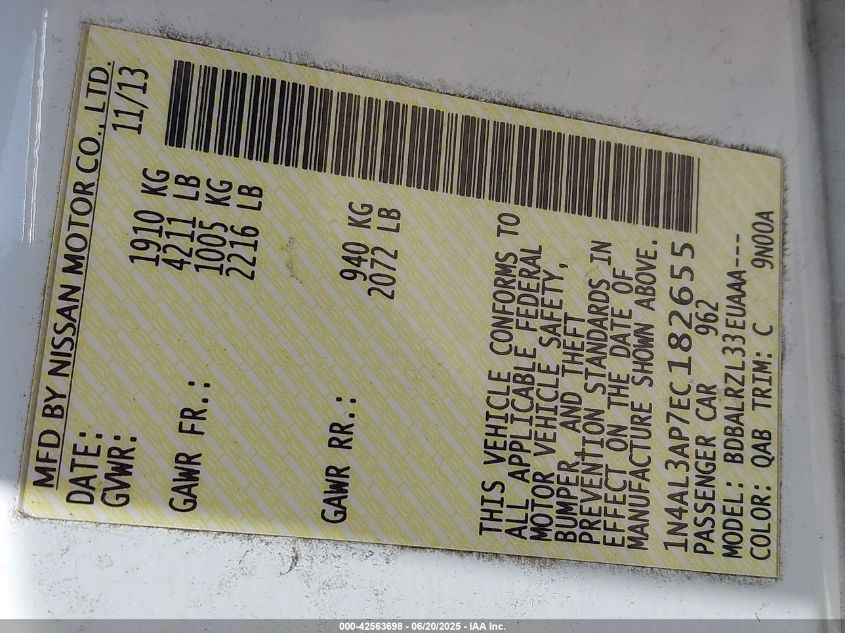 MFD BY NISSAN MOTOR CO., LTD.
DATE: 11/13
GVWR: 1910 KG
4211 LB
GAWR FR.: 1005 KG
2216 LB
GAWR RR.: 940 KG
2072 LB
THIS VEHICLE CONFORMS TO
ALL APPLICABLE FEDERAL
MOTOR VEHICLE SAFETY,
BUMPER, AND THEFT
PREVENTION STANDARDS IN
EFFECT ON THE DATE OF
MANUFACTURE SHOWN ABOVE.
1N4AL3AP7EC182655
PASSENGER CAR 962
MODEL: BDBALRZL33EUAAA---
COLOR: QAB TRIM: C 9N00A
000-42563698 - 06/20/2025 - IAA Inc.